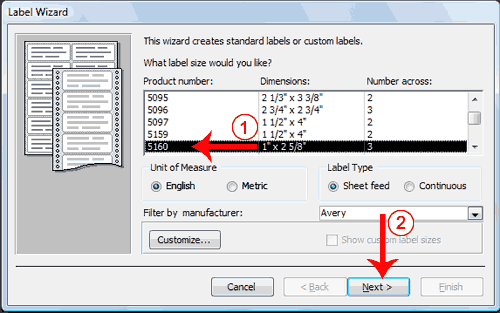 Label Wizard
This wizard creates standard labels or custom labels.
What label size would you like?
Product number: Dimensions: Number across:
5095 2 1/3" x 3 3/8" 2
5096 2 3/4" x 2 3/4" 3
5097 1 1/2" x 4" 2
5159 1 1/2" x 4" 2
5160 1" x 2 5/8" 3
1
Unit of Measure Label Type
English Metric Sheet feed Continuous
Filter by manufacturer: Avery
2
Customize... Show custom label sizes
Cancel < Back Next > Finish